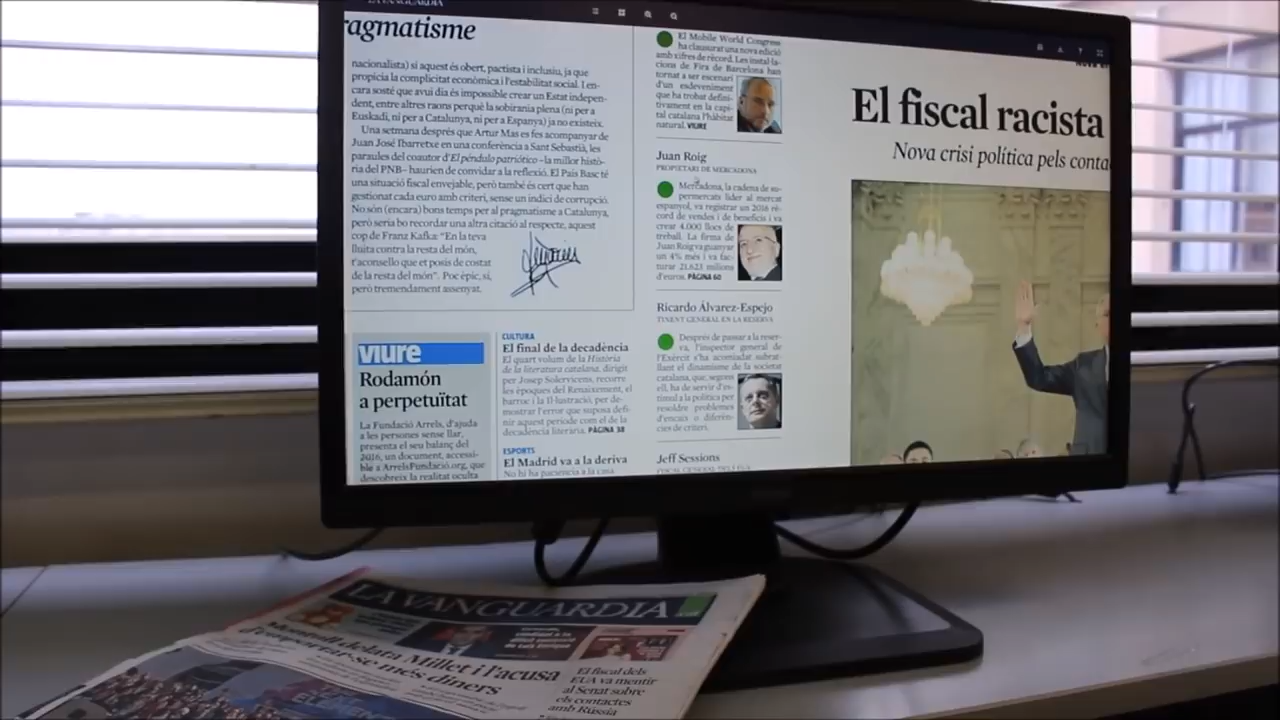 LA VANGUARDIA
ragmatisme
nacionalista) si aquest és obert, pactista i inclusiu, ja que
propicia la complicitat econòmica i l'estabilitat social. I en-
cara sosté que avui dia és impossible crear un Estat indepen-
dent, entre altres raons perquè la sobirania plena (ni per a
Euskadi, ni per a Catalunya, ni per a Espanya) ja no existeix.
Una setmana després que Artur Mas es fes acompanyar de
Juan José Ibarretxe en una conferència a Sant Sebastià, les
paraules del coautor d'El péndulo patriótico –la millor histò-
ria del PNB– haurien de convidar a la reflexió. El País Basc té
una situació fiscal envejable, però també és cert que han
gestionat cada euro amb criteri, sense un indici de corrupció.
No són (encara) bons temps per al pragmatisme a Catalunya,
però seria bo recordar una altra citació al respecte, aquest
cop de Franz Kafka: "En la teva
lluita contra la resta del món,
t'aconsello que et posis de costat
de la resta del món". Poc èpic, sí,
però tremendament assenyat.
viure
Rodamón
a perpetuïtat
La Fundació Arrels, d'ajuda
a les persones sense llar,
presenta el seu balanç del
2016, un document, accessi-
ble a ArrelsFundació.org, que
descobreix la realitat oculta
CULTURA
El final de la decadència
El quart volum de la Història
de la literatura catalana, dirigit
per Josep Solervicens, recorre
les èpoques del Renaixement, el
barroc i la Il·lustració, per de-
mostrar l'error que suposa defi-
nir aquest període com el de la
decadència literària. PÀGINA 38
ESPORTS
El Madrid va a la deriva
No hi ha paciència a la casa
El Mobile World Congress
ha clausurat una nova edició
amb xifres de rècord. Les instal·la-
cions de Fira de Barcelona han
tornat a ser escenari
d'un esdeveniment
que ha trobat defini-
tivament en la capi-
tal catalana l'hàbitat
natural. VIURE
Juan Roig
PROPIETARI DE MERCADONA
Mercadona, la cadena de su-
permercats líder al mercat
espanyol, va registrar un 2016 rè-
cord de vendes i de beneficis i va
crear 4.000 llocs de
treball. La firma de
Juan Roig va guanyar
un 4% més i va fac-
turar 21.623 milions
d'euros. PÀGINA 60
Ricardo Álvarez-Espejo
TINENT GENERAL EN LA RESERVA
Després de passar a la reser-
va, l'inspector general de
l'Exèrcit s'ha acomiadat subrat-
llant el dinamisme de la societat
catalana, que, segons
ell, ha de servir d'es-
tímul a la política per
resoldre problemes
d'encaix o diferèn-
cies de criteri.
Jeff Sessions
El fiscal racista
Nova crisi política pels conta
LA VANGUARDIA
Montull delata Millet i l'acusa
d'emportar-se més diners
El fiscal dels
EUA va mentir
al Senat sobre
els contactes
amb Rússia